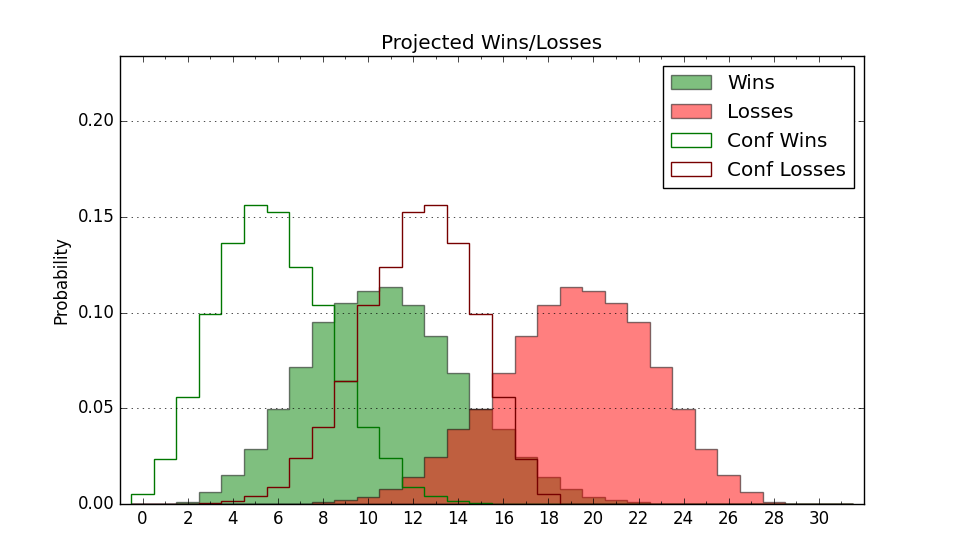 Projected Wins/Losses
Wins
Losses
Conf Wins
Conf Losses
Probability
0.20
0.15
0.10
0.05
0.00
0 2 4 6 8 10 12 14 16 18 20 22 24 26 28 30